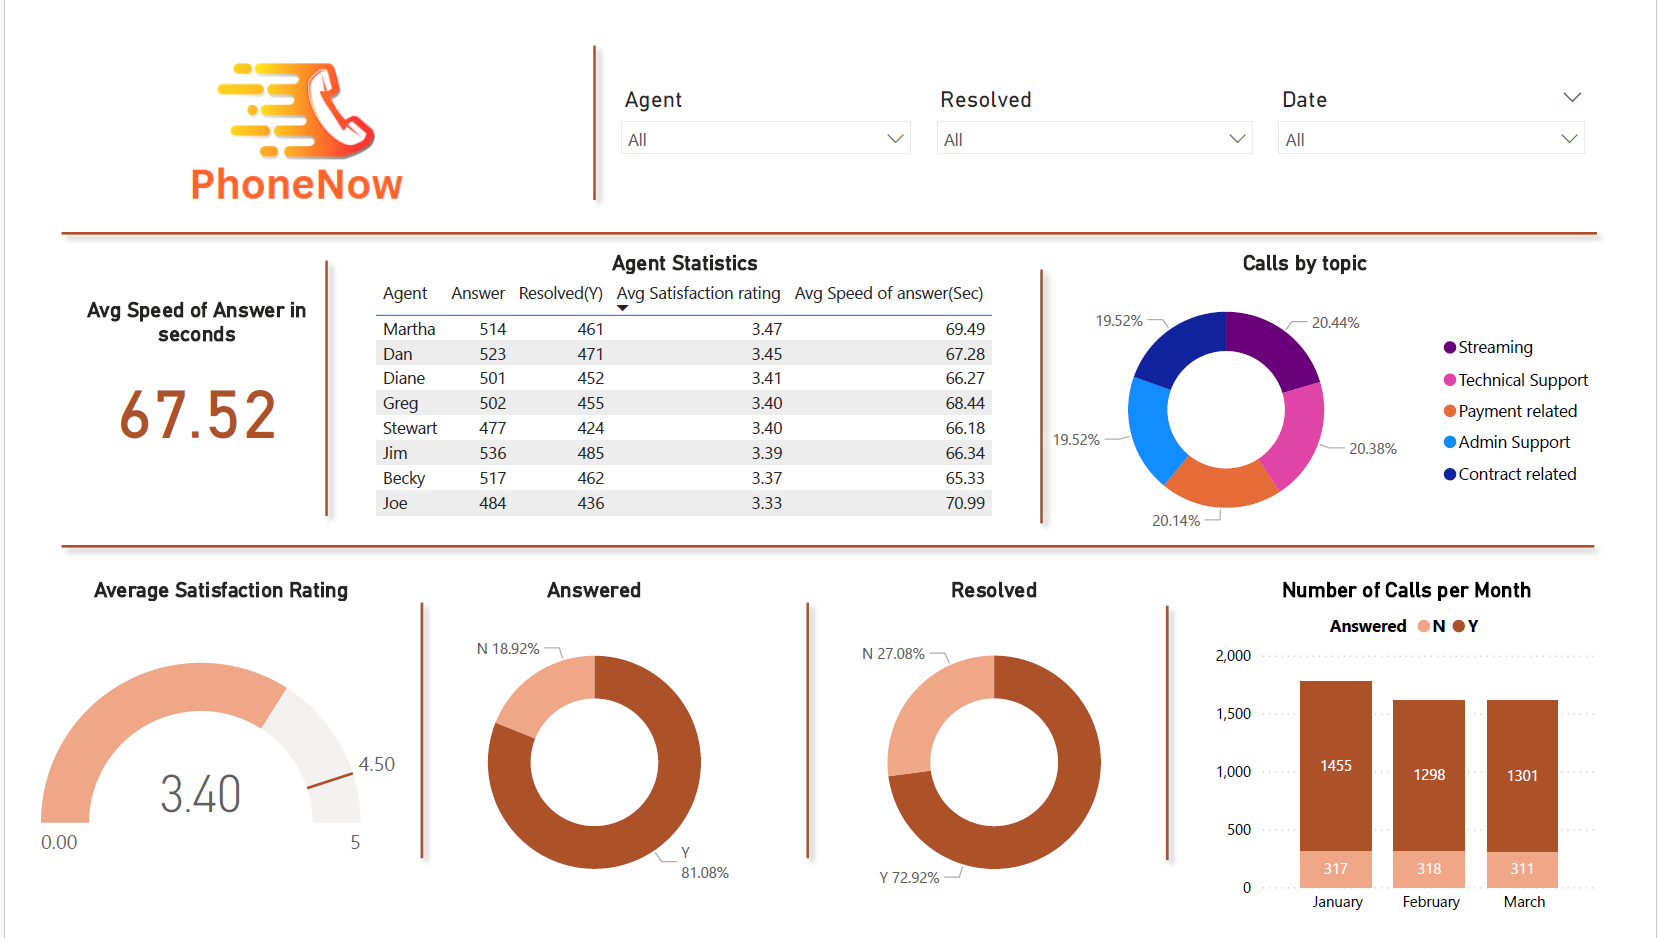 PhoneNow
Agent
All
Resolved
All
Date
All
Avg Speed of Answer in
seconds
67.52
Agent Statistics
Agent Answer Resolved(Y) Avg Satisfaction rating Avg Speed of answer(Sec)
Martha 514 461 3.47 69.49
Dan 523 471 3.45 67.28
Diane 501 452 3.41 66.27
Greg 502 455 3.40 68.44
Stewart 477 424 3.40 66.18
Jim 536 485 3.39 66.34
Becky 517 462 3.37 65.33
Joe 484 436 3.33 70.99
Calls by topic
19.52%
20.44%
19.52%
20.38%
20.14%
Streaming
Technical Support
Payment related
Admin Support
Contract related
Average Satisfaction Rating
4.50
3.40
0.00
5
Answered
N 18.92%
Y
81.08%
Resolved
N 27.08%
Y 72.92%
Number of Calls per Month
Answered N Y
2,000
1,500
1,000
500
0
1455
1298
1301
317
318
311
January
February
March